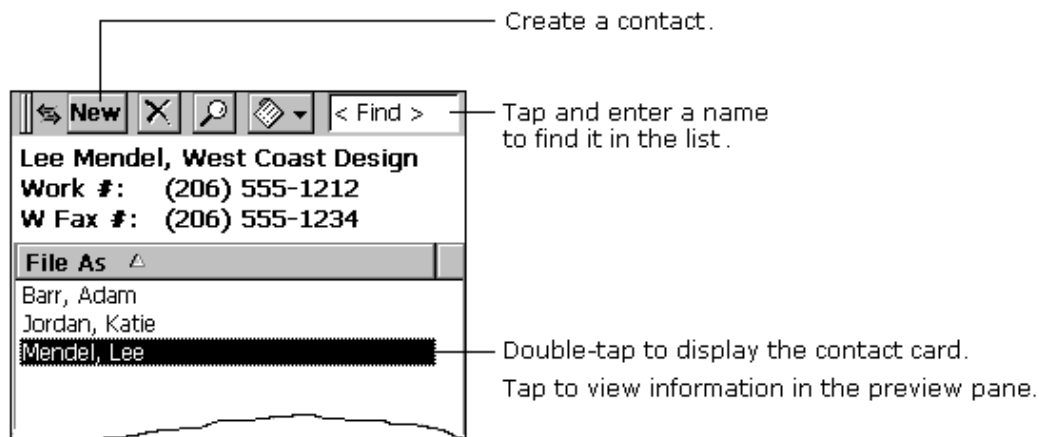 Create a contact.
New < Find >
Tap and enter a name
to find it in the list.
Lee Mendel, West Coast Design
Work #: (206) 555-1212
W Fax #: (206) 555-1234
File As
Barr, Adam
Jordan, Katie
Mendel, Lee
Double-tap to display the contact card.
Tap to view information in the preview pane.